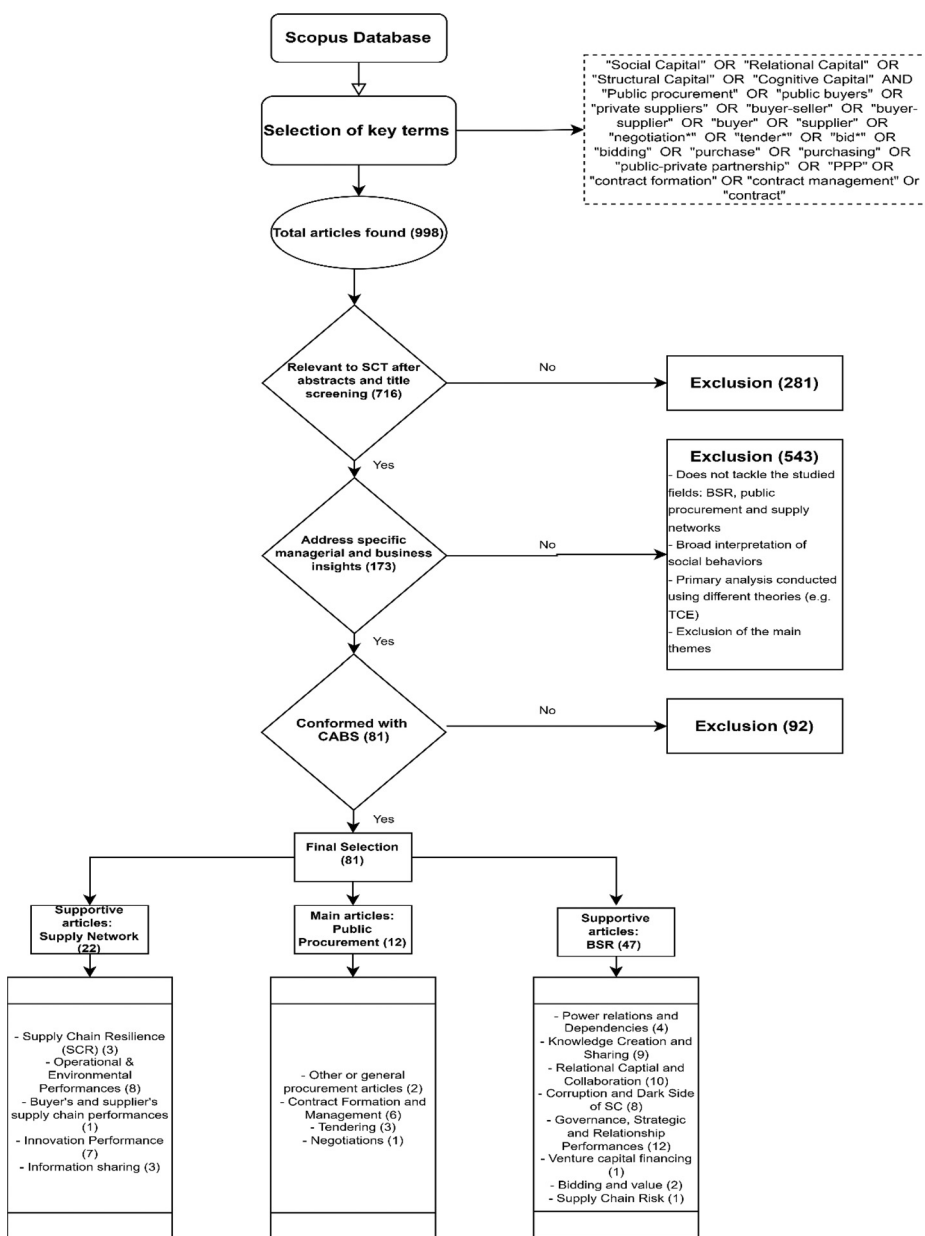 Scopus Database
Selection of key terms
"Social Capital" OR "Relational Capital" OR
"Structural Capital" OR "Cognitive Capital" AND
"Public procurement" OR "public buyers" OR
"private suppliers" OR "buyer-seller" OR "buyer-
supplier" OR "buyer" OR "supplier" OR
"negotiation*" OR "tender*" OR "bid*" OR
"bidding" OR "purchase" OR "purchasing" OR
"public-private partnership" OR "PPP" OR
"contract formation" OR "contract management" Or
"contract"
Total articles found (998)
Relevant to SCT after
abstracts and title
screening (716)
No
Exclusion (281)
Yes
Address specific
managerial and business
insights (173)
No
Exclusion (543)
- Does not tackle the studied
fields: BSR, public
procurement and supply
networks
- Broad interpretation of
social behaviors
- Primary analysis conducted
using different theories (e.g.
TCE)
- Exclusion of the main
themes
Yes
Conformed with
CABS (81)
No
Exclusion (92)
Yes
Final Selection
(81)
Supportive
articles:
Supply Network
(22)
Main articles:
Public
Procurement (12)
Supportive
articles:
BSR (47)
- Supply Chain Resilience
(SCR) (3)
- Operational &
Environmental
Performances (8)
- Buyer's and supplier's
supply chain performances
(1)
- Innovation Performance
(7)
- Information sharing (3)
- Other or general
procurement articles (2)
- Contract Formation and
Management (6)
- Tendering (3)
- Negotiations (1)
- Power relations and
Dependencies (4)
- Knowledge Creation and
Sharing (9)
- Relational Captial and
Collaboration (10)
- Corruption and Dark Side
of SC (8)
- Governance, Strategic
and Relationship
Performances (12)
- Venture capital financing
(1)
- Bidding and value (2)
- Supply Chain Risk (1)